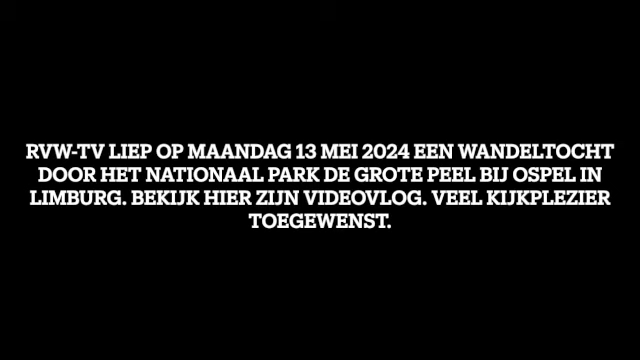 RVW-TV LIEP OP MAANDAG 13 MEI 2024 EEN WANDELTOCHT
DOOR HET NATIONAAL PARK DE GROTE PEEL BIJ OSPEL IN
LIMBURG. BEKIJK HIER ZIJN VIDEOVLOG. VEEL KIJKPLEZIER
TOEGEWENST.